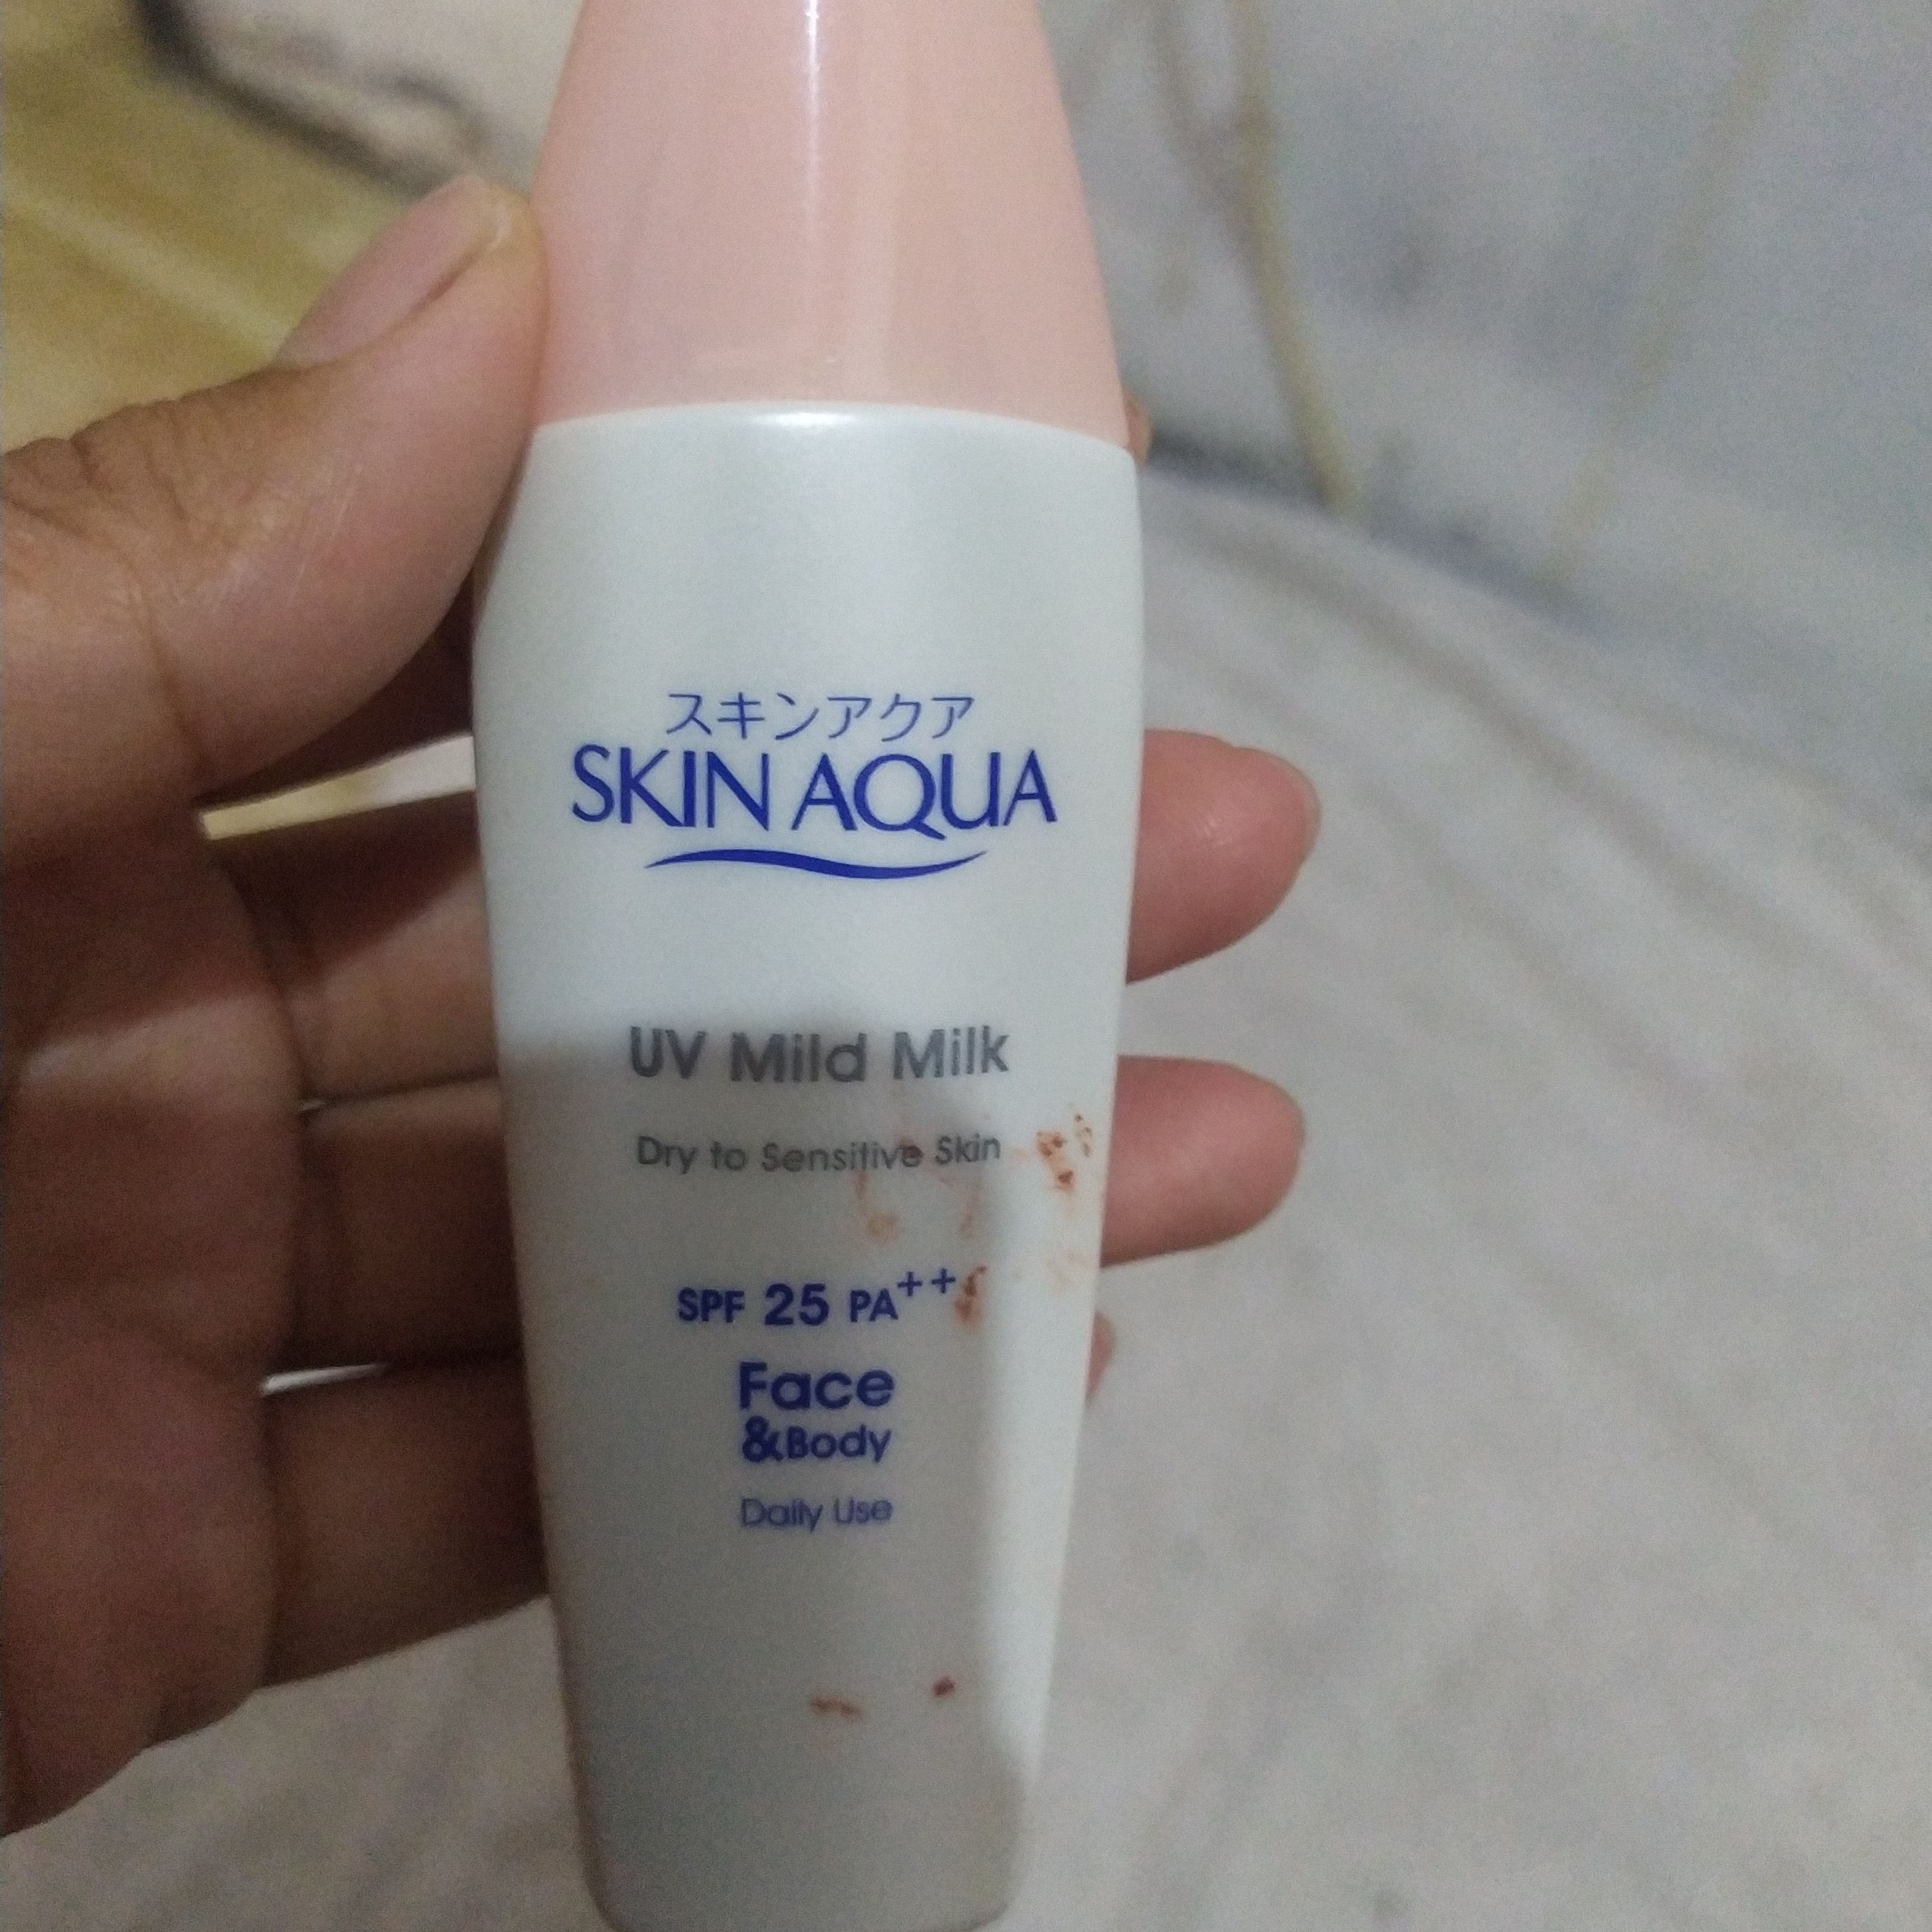 スキンアクア
SKIN AQUA
UV Mild Milk
Dry to Sensitive Skin
SPF 25 PA++
Face
&Body
Daily Use